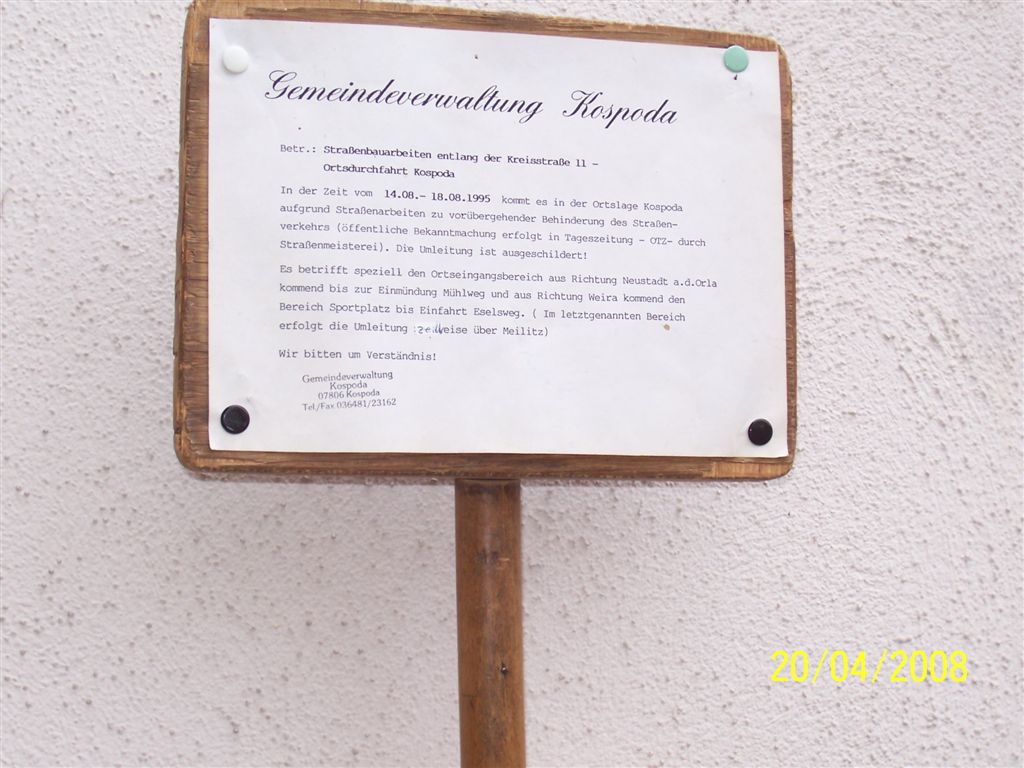 Gemeindeverwaltung Kospoda
Betr.: Straßenbauarbeiten entlang der Kreisstraße 11 -
Ortsdurchfahrt Kospoda
In der Zeit vom 14.08.- 18.08.1995 kommt es in der Ortslage Kospoda
aufgrund Straßenarbeiten zu vorübergehender Behinderung des Straßen-
verkehrs (öffentliche Bekanntmachung erfolgt in Tageszeitung - OTZ- durch
Straßenmeisterei). Die Umleitung ist ausgeschildert!
Es betrifft speziell den Ortseingangsbereich aus Richtung Neustadt a.d.Orla
kommend bis zur Einmündung Mühlweg und aus Richtung Weira kommend den
Bereich Sportplatz bis Einfahrt Eselsweg. ( Im letztgenannten Bereich
erfolgt die Umleitung :zeitweise über Meilitz)
Wir bitten um Verständnis!
Gemeindeverwaltung
Kospoda
07806 Kospoda
Tel./Fax 036481/23162
20/04/2008